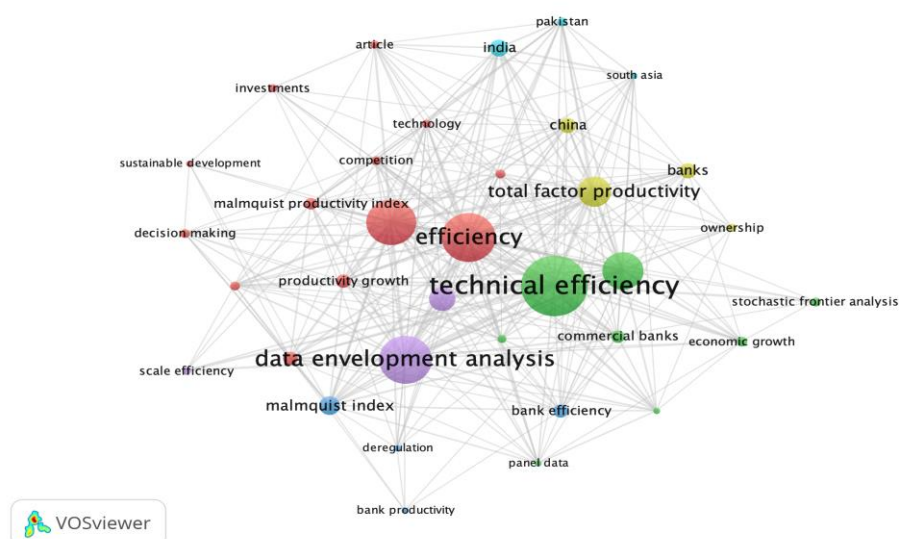 pakistan
article
india
south asia
investments
technology
china
competition
sustainable development
banks
total factor productivity
malmquist productivity index
ownership
decision making
efficiency
productivity growth
technical efficiency
stochastic frontier analysis
commercial banks
economic growth
data envelopment analysis
scale efficiency
malmquist index
bank efficiency
deregulation
panel data
bank productivity
VOSviewer